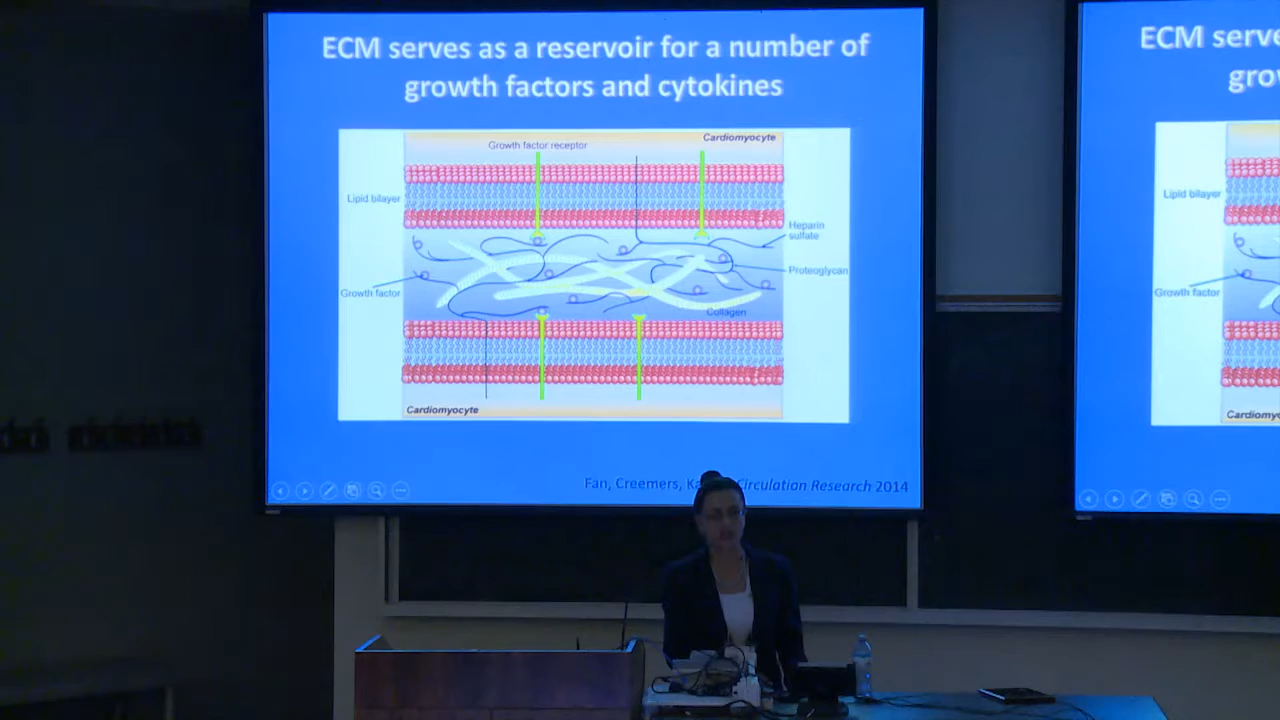 ECM serves as a reservoir for a number of
growth factors and cytokines
Cardiomyocyte
Growth factor receptor
Lipid bilayer
Heparin
sulfate
Proteoglycan
Growth factor
Collagen
Cardiomyocyte
Fan, Creemers, Circulation Research 2014
ECM serve
Lipid bilayer
Growth factor